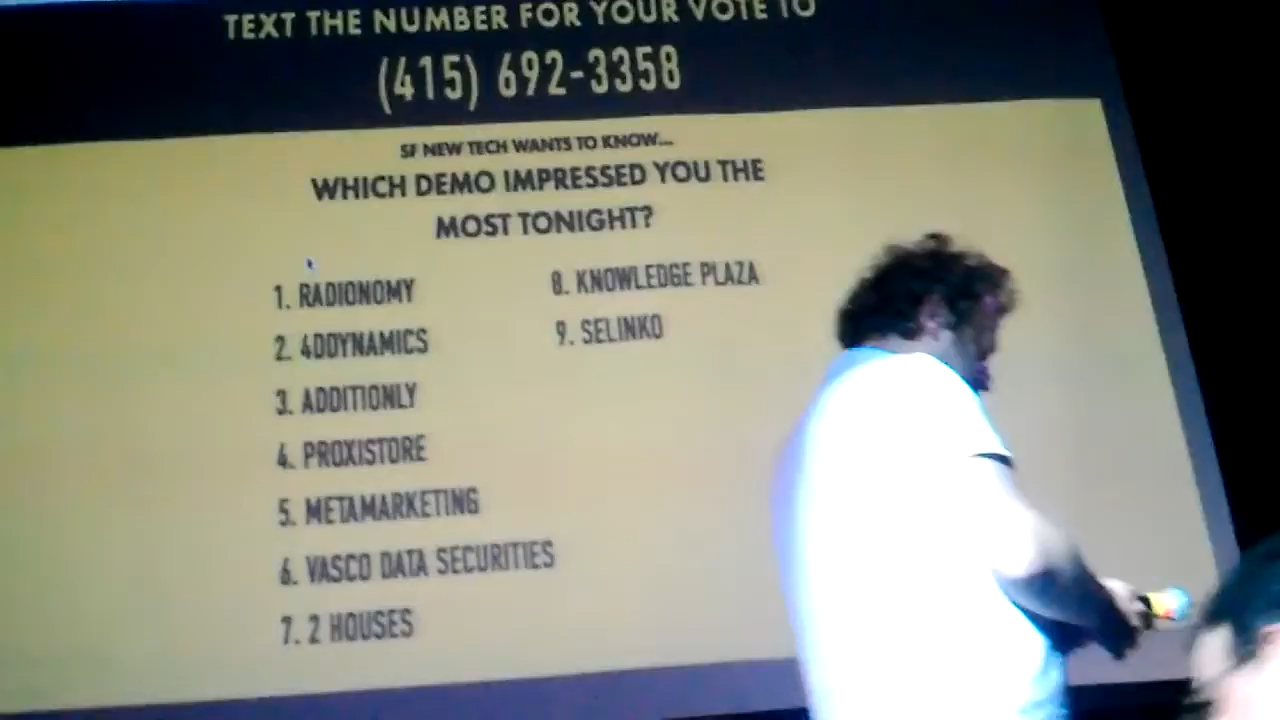 TEXT THE NUMBER FOR YOUR VOTE TO
(415) 692-3358
SF NEW TECH WANTS TO KNOW...
WHICH DEMO IMPRESSED YOU THE
MOST TONIGHT?
1. RADIONOMY
2. 4DDYNAMICS
3. ADDITIONLY
4. PROXISTORE
5. METAMARKETING
6. VASCO DATA SECURITIES
7. 2 HOUSES
8. KNOWLEDGE PLAZA
9. SELINKO